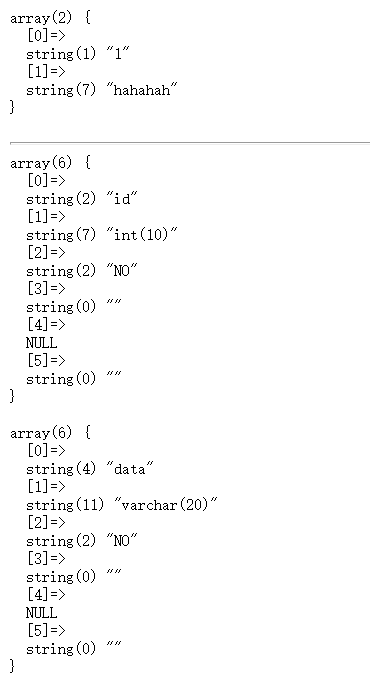 array(2) {
  [0]=>
  string(1) "1"
  [1]=>
  string(7) "hahahah"
}
array(6) {
  [0]=>
  string(2) "id"
  [1]=>
  string(7) "int(10)"
  [2]=>
  string(2) "NO"
  [3]=>
  string(0) ""
  [4]=>
  NULL
  [5]=>
  string(0) ""
}
array(6) {
  [0]=>
  string(4) "data"
  [1]=>
  string(11) "varchar(20)"
  [2]=>
  string(2) "NO"
  [3]=>
  string(0) ""
  [4]=>
  NULL
  [5]=>
  string(0) ""
}